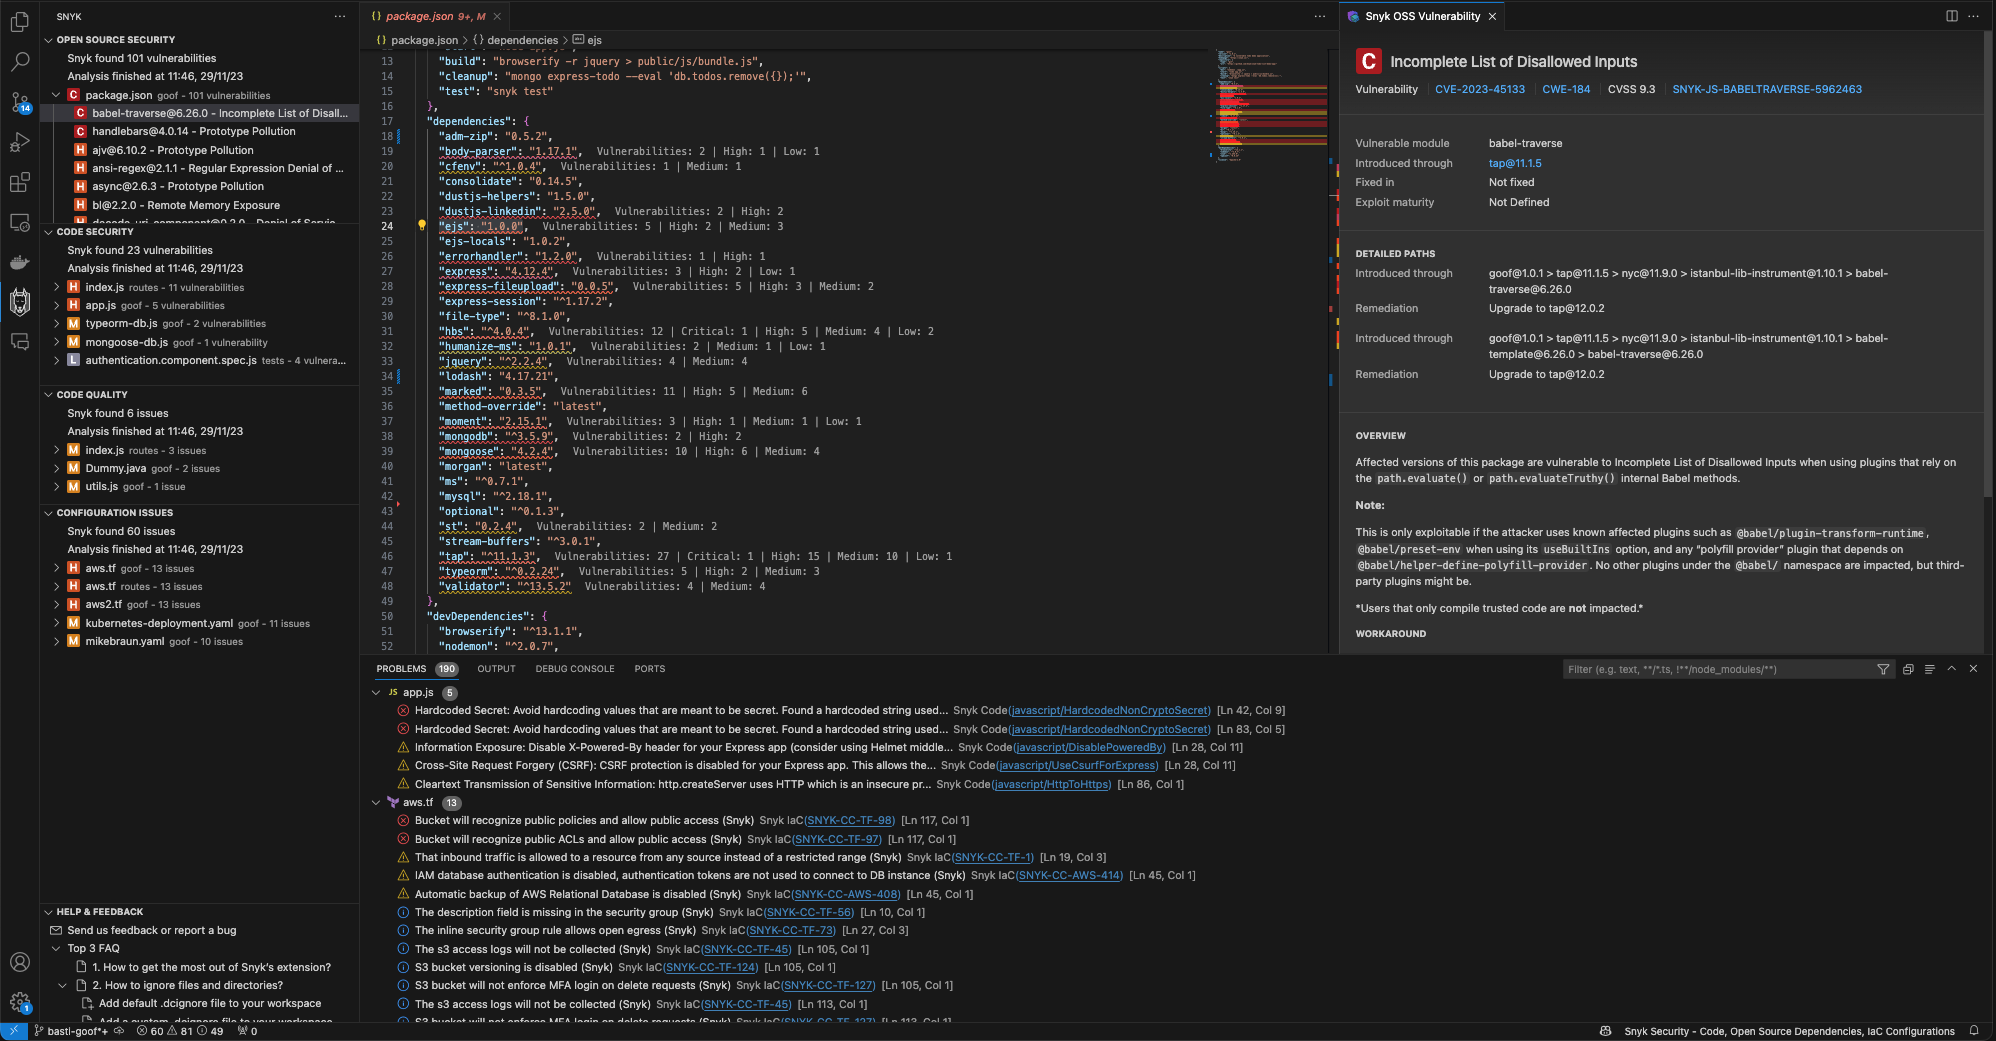 SNYK
OPEN SOURCE SECURITY
Snyk found 101 vulnerabilities
Analysis finished at 11:46, 29/11/23
C package.json goof - 101 vulnerabilities
C babel-traverse@6.26.0 - Incomplete List of Disall...
C handlebars@4.0.14 - Prototype Pollution
H ajv@6.10.2 - Prototype Pollution
H ansi-regex@2.1.1 - Regular Expression Denial of ...
H async@2.6.3 - Prototype Pollution
H bl@2.2.0 - Remote Memory Exposure
14
CODE SECURITY
Snyk found 23 vulnerabilities
Analysis finished at 11:46, 29/11/23
H index.js routes - 11 vulnerabilities
H app.js goof - 5 vulnerabilities
M typeorm-db.js goof - 2 vulnerabilities
M mongoose-db.js goof - 1 vulnerability
L authentication.component.spec.js tests - 4 vulnera...
CODE QUALITY
Snyk found 6 issues
Analysis finished at 11:46, 29/11/23
M index.js routes - 3 issues
M Dummy.java goof - 2 issues
M utils.js goof - 1 issue
CONFIGURATION ISSUES
Snyk found 60 issues
Analysis finished at 11:46, 29/11/23
H aws.tf goof - 13 issues
H aws.tf routes - 13 issues
H aws2.tf goof - 13 issues
M kubernetes-deployment.yaml goof - 11 issues
M mikebraun.yaml goof - 10 issues
HELP & FEEDBACK
Send us feedback or report a bug
Top 3 FAQ
1. How to get the most out of Snyk's extension?
2. How to ignore files and directories?
Add default .dcignore file to your workspace
1
{} package.json 9+, M
{} package.json > {} dependencies > ejs
13 "build": "browserify -r jquery > public/js/bundle.js",
14 "cleanup": "mongo express-todo --eval 'db.todos.remove({});'",
15 "test": "snyk test"
16 },
17 "dependencies": {
18 "adm-zip": "0.5.2",
19 "body-parser": "1.17.1", Vulnerabilities: 2 | High: 1 | Low: 1
20 "cfenv": "^1.0.4", Vulnerabilities: 1 | Medium: 1
21 "consolidate": "0.14.5",
22 "dustjs-helpers": "1.5.0",
23 "dustjs-linkedin": "2.5.0", Vulnerabilities: 2 | High: 2
24 "ejs": "1.0.0", Vulnerabilities: 5 | High: 2 | Medium: 3
25 "ejs-locals": "1.0.2",
26 "errorhandler": "1.2.0", Vulnerabilities: 1 | High: 1
27 "express": "4.12.4", Vulnerabilities: 3 | High: 2 | Low: 1
28 "express-fileupload": "0.0.5", Vulnerabilities: 5 | High: 3 | Medium: 2
29 "express-session": "^1.17.2",
30 "file-type": "^8.1.0",
31 "hbs": "^4.0.4", Vulnerabilities: 12 | Critical: 1 | High: 5 | Medium: 4 | Low: 2
32 "humanize-ms": "1.0.1", Vulnerabilities: 2 | Medium: 1 | Low: 1
33 "jquery": "^2.2.4", Vulnerabilities: 4 | Medium: 4
34 "lodash": "4.17.21",
35 "marked": "0.3.5", Vulnerabilities: 11 | High: 5 | Medium: 6
36 "method-override": "latest",
37 "moment": "2.15.1", Vulnerabilities: 3 | High: 1 | Medium: 1 | Low: 1
38 "mongodb": "^3.5.9", Vulnerabilities: 2 | High: 2
39 "mongoose": "4.2.4", Vulnerabilities: 10 | High: 6 | Medium: 4
40 "morgan": "latest",
41 "ms": "^0.7.1",
42 "mysql": "^2.18.1",
43 "optional": "^0.1.3",
44 "st": "0.2.4", Vulnerabilities: 2 | Medium: 2
45 "stream-buffers": "^3.0.1",
46 "tap": "^11.1.3", Vulnerabilities: 27 | Critical: 1 | High: 15 | Medium: 10 | Low: 1
47 "typeorm": "^0.2.24", Vulnerabilities: 5 | High: 2 | Medium: 3
48 "validator": "^13.5.2" Vulnerabilities: 4 | Medium: 4
49 },
50 "devDependencies": {
51 "browserify": "^13.1.1",
52 "nodemon": "^2.0.7",
Snyk OSS Vulnerability
C Incomplete List of Disallowed Inputs
Vulnerability CVE-2023-45133 CWE-184 CVSS 9.3 SNYK-JS-BABELTRAVERSE-5962463
Vulnerable module babel-traverse
Introduced through tap@11.1.5
Fixed in Not fixed
Exploit maturity Not Defined
DETAILED PATHS
Introduced through goof@1.0.1 > tap@11.1.5 > nyc@11.9.0 > istanbul-lib-instrument@1.10.1 > babel-
traverse@6.26.0
Remediation Upgrade to tap@12.0.2
Introduced through goof@1.0.1 > tap@11.1.5 > nyc@11.9.0 > istanbul-lib-instrument@1.10.1 > babel-
template@6.26.0 > babel-traverse@6.26.0
Remediation Upgrade to tap@12.0.2
OVERVIEW
Affected versions of this package are vulnerable to Incomplete List of Disallowed Inputs when using plugins that rely on
the path.evaluate() or path.evaluateTruthy() internal Babel methods.
Note:
This is only exploitable if the attacker uses known affected plugins such as @babel/plugin-transform-runtime,
@babel/preset-env when using its useBuiltIns option, and any "polyfill provider" plugin that depends on
@babel/helper-define-polyfill-provider. No other plugins under the @babel/ namespace are impacted, but third-
party plugins might be.
*Users that only compile trusted code are not impacted.*
WORKAROUND
PROBLEMS 190 OUTPUT DEBUG CONSOLE PORTS
Filter (e.g. text, **/*.ts, !**/node_modules/**)
JS app.js 5
Hardcoded Secret: Avoid hardcoding values that are meant to be secret. Found a hardcoded string used... Snyk Code(javascript/HardcodedNonCryptoSecret) [Ln 42, Col 9]
Hardcoded Secret: Avoid hardcoding values that are meant to be secret. Found a hardcoded string used... Snyk Code(javascript/HardcodedNonCryptoSecret) [Ln 83, Col 5]
Information Exposure: Disable X-Powered-By header for your Express app (consider using Helmet middle... Snyk Code(javascript/DisablePoweredBy) [Ln 28, Col 11]
Cross-Site Request Forgery (CSRF): CSRF protection is disabled for your Express app. This allows the... Snyk Code(javascript/UseCsurfForExpress) [Ln 28, Col 11]
Cleartext Transmission of Sensitive Information: http.createServer uses HTTP which is an insecure pr... Snyk Code(javascript/HttpToHttps) [Ln 86, Col 1]
aws.tf 13
Bucket will recognize public policies and allow public access (Snyk) Snyk IaC(SNYK-CC-TF-98) [Ln 117, Col 1]
Bucket will recognize public ACLs and allow public access (Snyk) Snyk IaC(SNYK-CC-TF-97) [Ln 117, Col 1]
That inbound traffic is allowed to a resource from any source instead of a restricted range (Snyk) Snyk IaC(SNYK-CC-TF-1) [Ln 19, Col 3]
IAM database authentication is disabled, authentication tokens are not used to connect to DB instance (Snyk) Snyk IaC(SNYK-CC-AWS-414) [Ln 45, Col 1]
Automatic backup of AWS Relational Database is disabled (Snyk) Snyk IaC(SNYK-CC-AWS-408) [Ln 45, Col 1]
The description field is missing in the security group (Snyk) Snyk IaC(SNYK-CC-TF-56) [Ln 10, Col 1]
The inline security group rule allows open egress (Snyk) Snyk IaC(SNYK-CC-TF-73) [Ln 27, Col 3]
The s3 access logs will not be collected (Snyk) Snyk IaC(SNYK-CC-TF-45) [Ln 105, Col 1]
S3 bucket versioning is disabled (Snyk) Snyk IaC(SNYK-CC-TF-124) [Ln 105, Col 1]
S3 bucket will not enforce MFA login on delete requests (Snyk) Snyk IaC(SNYK-CC-TF-127) [Ln 105, Col 1]
The s3 access logs will not be collected (Snyk) Snyk IaC(SNYK-CC-TF-45) [Ln 113, Col 1]
S3 bucket will not enforce MFA login on delete requests (Snyk) Snyk IaC(SNYK-CC-TF-127) [Ln 113, Col 1]
bastl-goof*+ 60 81 49 0
Snyk Security - Code, Open Source Dependencies, IaC Configurations